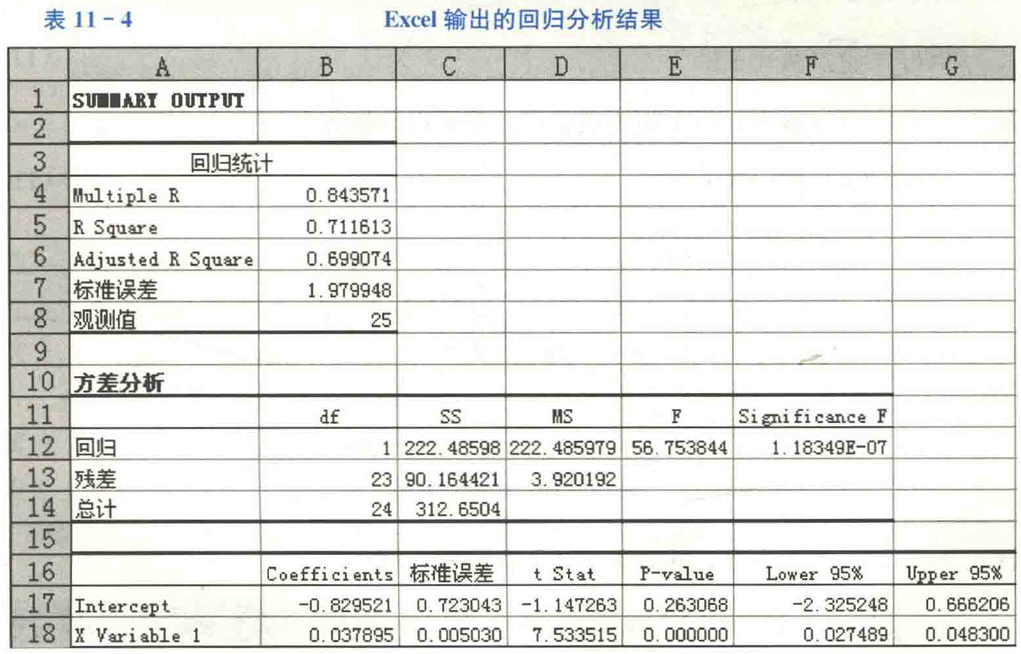 表 11-4 Excel 输出的回归分析结果
A B C D E F G
1 SUMMARY OUTPUT
2
3 回归统计
4 Multiple R 0.843571
5 R Square 0.711613
6 Adjusted R Square 0.699074
7 标准误差 1.979948
8 观测值 25
9
10 方差分析
11 df SS MS F Significance F
12 回归 1 222.48598 222.485979 56.753844 1.18349E-07
13 残差 23 90.164421 3.920192
14 总计 24 312.6504
15
16 Coefficients 标准误差 t Stat P-value Lower 95% Upper 95%
17 Intercept -0.829521 0.723043 -1.147263 0.263068 -2.325248 0.666206
18 X Variable 1 0.037895 0.005030 7.533515 0.000000 0.027489 0.048300